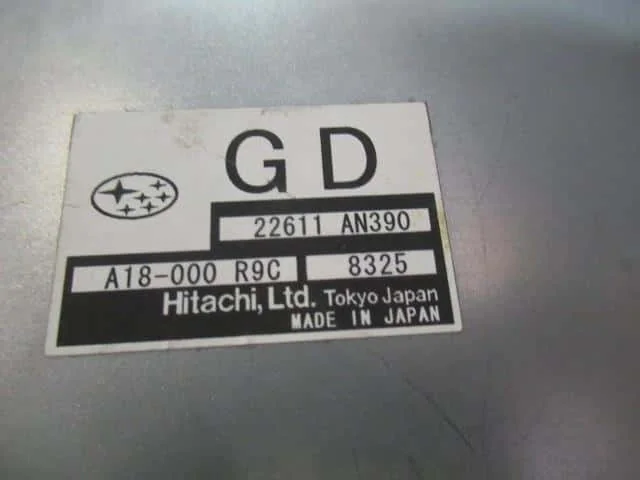 GD
22611 AN390
A18-000 R9C 8325
Hitachi, Ltd. Tokyo Japan
MADE IN JAPAN